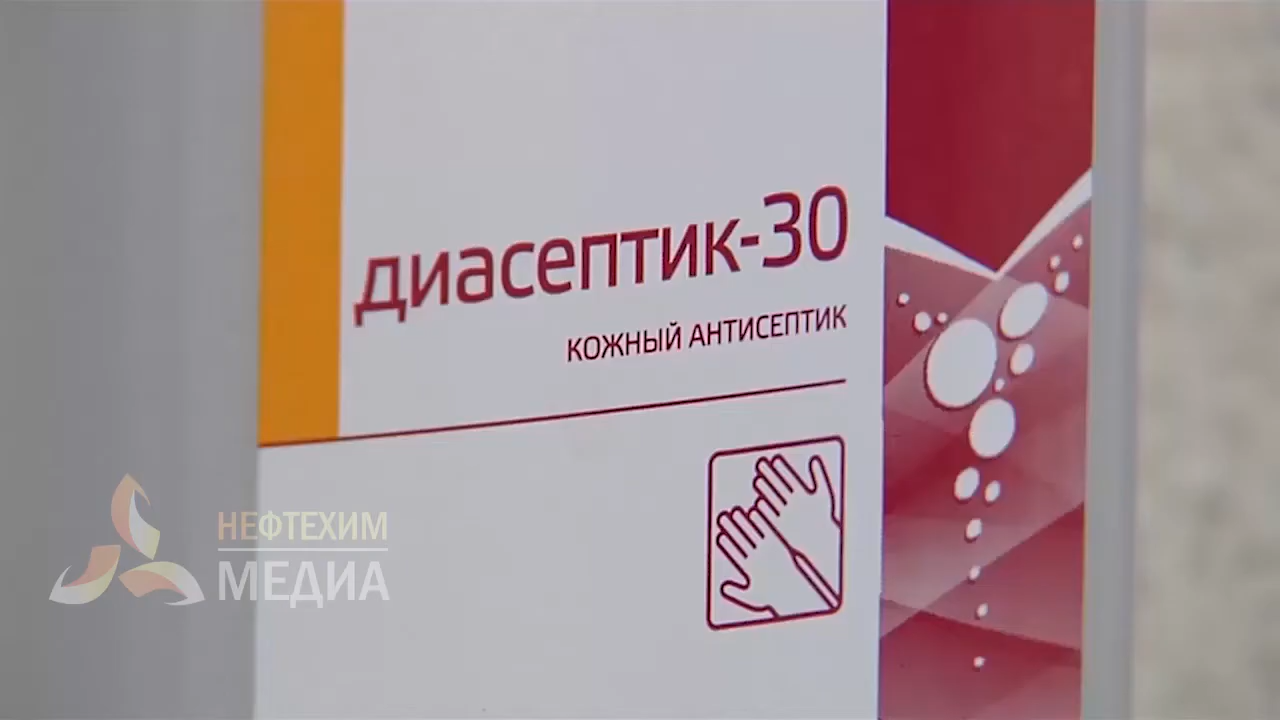 диасептик-30
КОЖНЫЙ АНТИСЕПТИК
НЕФТЕХИМ
МЕДИА